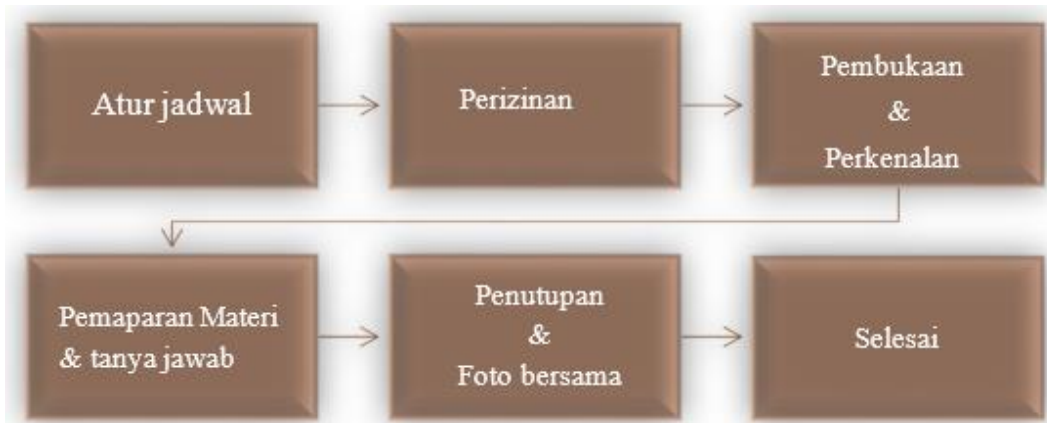 Atur jadwal
Perizinan
Pembukaan
&
Perkenalan
Pemaparan Materi
& tanya jawab
Penutupan
&
Foto bersama
Selesai